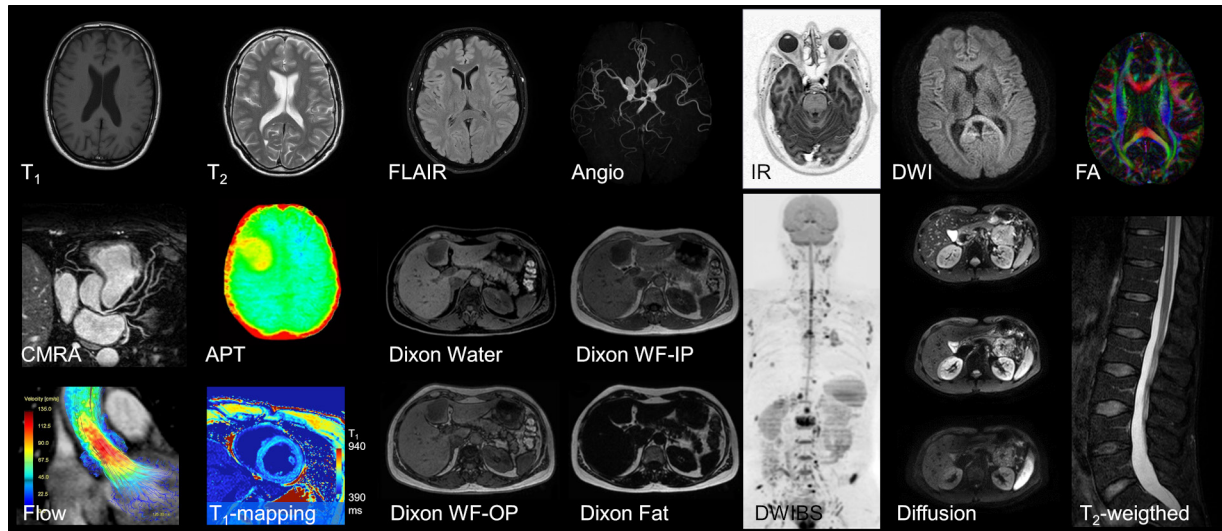 T₁
T₂
FLAIR
Angio
IR
DWI
FA
CMRA
APT
Dixon Water
Dixon WF-IP
Velocity [cm/s]
135.0
112.5
90.0
67.5
45.0
22.5
0.0
Flow
T₁
940
390
ms
T₁-mapping
Dixon WF-OP
Dixon Fat
DWIBS
Diffusion
T₂-weigthed